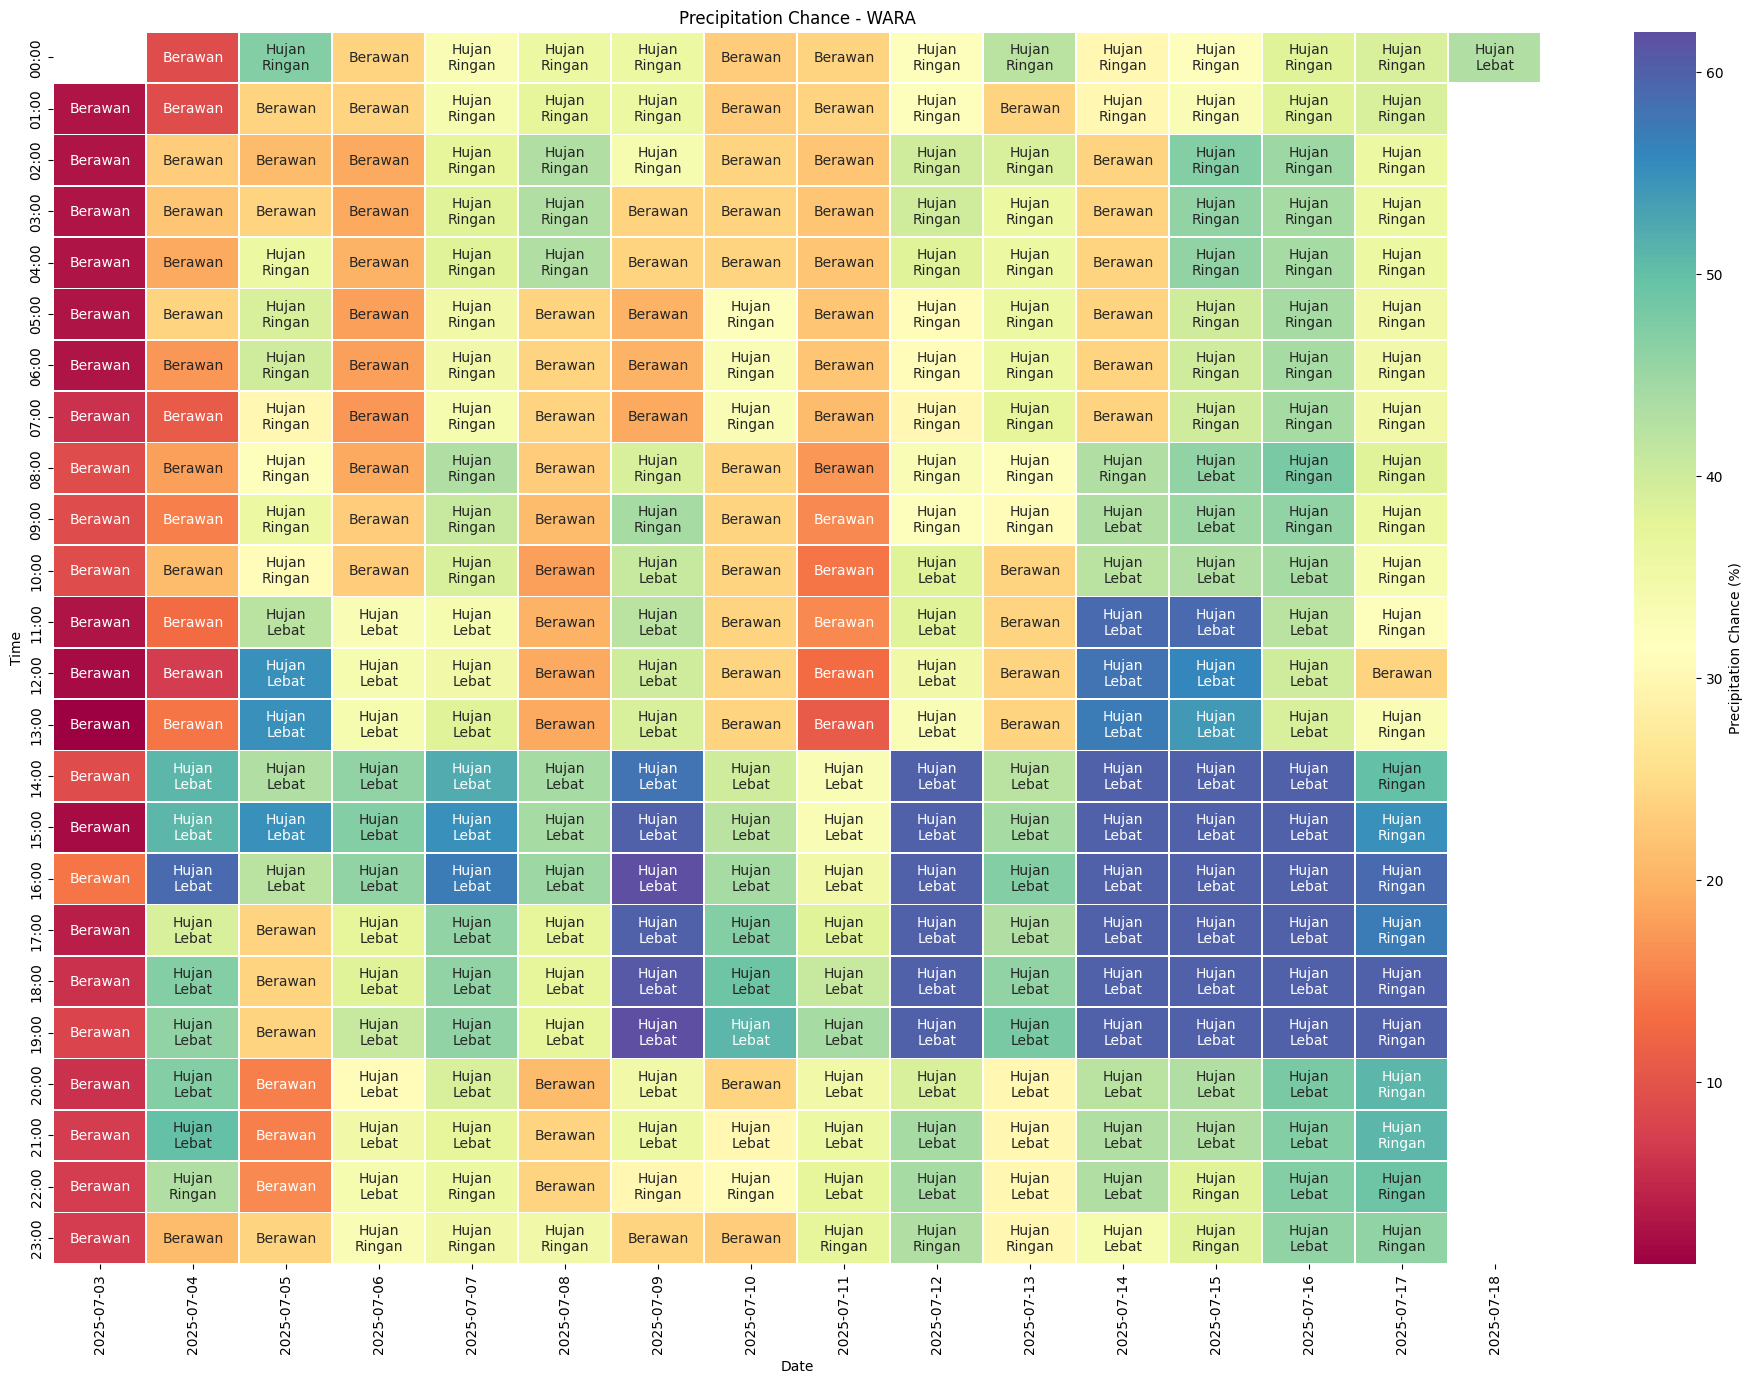 Precipitation Chance - WARA
Time
00:00 Berawan Hujan Ringan Berawan Hujan Ringan Hujan Ringan Hujan Ringan Berawan Berawan Hujan Ringan Hujan Ringan Hujan Ringan Hujan Ringan Hujan Ringan Hujan Ringan Hujan Lebat
01:00 Berawan Berawan Berawan Berawan Hujan Ringan Hujan Ringan Hujan Ringan Berawan Berawan Hujan Ringan Berawan Hujan Ringan Hujan Ringan Hujan Ringan Hujan Ringan
02:00 Berawan Berawan Berawan Berawan Hujan Ringan Hujan Ringan Hujan Ringan Berawan Berawan Hujan Ringan Hujan Ringan Berawan Hujan Ringan Hujan Ringan Hujan Ringan
03:00 Berawan Berawan Berawan Berawan Hujan Ringan Hujan Ringan Berawan Berawan Berawan Hujan Ringan Hujan Ringan Berawan Hujan Ringan Hujan Ringan Hujan Ringan
04:00 Berawan Berawan Hujan Ringan Berawan Hujan Ringan Hujan Ringan Berawan Berawan Berawan Hujan Ringan Hujan Ringan Berawan Hujan Ringan Hujan Ringan Hujan Ringan
05:00 Berawan Berawan Hujan Ringan Berawan Hujan Ringan Berawan Berawan Hujan Ringan Berawan Hujan Ringan Hujan Ringan Berawan Hujan Ringan Hujan Ringan Hujan Ringan
06:00 Berawan Berawan Hujan Ringan Berawan Hujan Ringan Berawan Berawan Hujan Ringan Berawan Hujan Ringan Hujan Ringan Berawan Hujan Ringan Hujan Ringan Hujan Ringan
07:00 Berawan Berawan Hujan Ringan Berawan Hujan Ringan Berawan Berawan Hujan Ringan Berawan Hujan Ringan Hujan Ringan Berawan Hujan Ringan Hujan Ringan Hujan Ringan
08:00 Berawan Berawan Hujan Ringan Berawan Hujan Ringan Berawan Hujan Ringan Berawan Berawan Hujan Ringan Hujan Ringan Hujan Ringan Hujan Lebat Hujan Ringan Hujan Ringan
09:00 Berawan Berawan Hujan Ringan Berawan Hujan Ringan Berawan Hujan Ringan Berawan Berawan Hujan Ringan Hujan Ringan Hujan Lebat Hujan Lebat Hujan Ringan Hujan Ringan
10:00 Berawan Berawan Hujan Ringan Berawan Hujan Ringan Berawan Hujan Lebat Berawan Berawan Hujan Lebat Berawan Hujan Lebat Hujan Lebat Hujan Lebat Hujan Ringan
11:00 Berawan Berawan Hujan Lebat Hujan Lebat Hujan Lebat Berawan Hujan Lebat Berawan Berawan Hujan Lebat Berawan Hujan Lebat Hujan Lebat Hujan Lebat Hujan Ringan
12:00 Berawan Berawan Hujan Lebat Hujan Lebat Hujan Lebat Berawan Hujan Lebat Berawan Berawan Hujan Lebat Berawan Hujan Lebat Hujan Lebat Hujan Lebat Berawan
13:00 Berawan Berawan Hujan Lebat Hujan Lebat Hujan Lebat Berawan Hujan Lebat Berawan Berawan Hujan Lebat Berawan Hujan Lebat Hujan Lebat Hujan Lebat Hujan Ringan
14:00 Berawan Hujan Lebat Hujan Lebat Hujan Lebat Hujan Lebat Hujan Lebat Hujan Lebat Hujan Lebat Hujan Lebat Hujan Lebat Hujan Lebat Hujan Lebat Hujan Lebat Hujan Lebat Hujan Ringan
15:00 Berawan Hujan Lebat Hujan Lebat Hujan Lebat Hujan Lebat Hujan Lebat Hujan Lebat Hujan Lebat Hujan Lebat Hujan Lebat Hujan Lebat Hujan Lebat Hujan Lebat Hujan Lebat Hujan Ringan
16:00 Berawan Hujan Lebat Hujan Lebat Hujan Lebat Hujan Lebat Hujan Lebat Hujan Lebat Hujan Lebat Hujan Lebat Hujan Lebat Hujan Lebat Hujan Lebat Hujan Lebat Hujan Lebat Hujan Ringan
17:00 Berawan Hujan Lebat Berawan Hujan Lebat Hujan Lebat Hujan Lebat Hujan Lebat Hujan Lebat Hujan Lebat Hujan Lebat Hujan Lebat Hujan Lebat Hujan Lebat Hujan Lebat Hujan Ringan
18:00 Berawan Hujan Lebat Berawan Hujan Lebat Hujan Lebat Hujan Lebat Hujan Lebat Hujan Lebat Hujan Lebat Hujan Lebat Hujan Lebat Hujan Lebat Hujan Lebat Hujan Lebat Hujan Ringan
19:00 Berawan Hujan Lebat Berawan Hujan Lebat Hujan Lebat Hujan Lebat Hujan Lebat Hujan Lebat Hujan Lebat Hujan Lebat Hujan Lebat Hujan Lebat Hujan Lebat Hujan Lebat Hujan Ringan
20:00 Berawan Hujan Lebat Berawan Hujan Lebat Hujan Lebat Berawan Hujan Lebat Berawan Hujan Lebat Hujan Lebat Hujan Lebat Hujan Lebat Hujan Lebat Hujan Lebat Hujan Ringan
21:00 Berawan Hujan Lebat Berawan Hujan Lebat Hujan Lebat Berawan Hujan Lebat Hujan Lebat Hujan Lebat Hujan Lebat Hujan Lebat Hujan Lebat Hujan Lebat Hujan Lebat Hujan Ringan
22:00 Berawan Hujan Ringan Berawan Hujan Lebat Hujan Ringan Berawan Hujan Ringan Hujan Ringan Hujan Lebat Hujan Lebat Hujan Lebat Hujan Lebat Hujan Ringan Hujan Lebat Hujan Ringan
23:00 Berawan Berawan Berawan Hujan Ringan Hujan Ringan Hujan Ringan Berawan Berawan Hujan Ringan Hujan Ringan Hujan Ringan Hujan Lebat Hujan Ringan Hujan Lebat Hujan Ringan
2025-07-03 2025-07-04 2025-07-05 2025-07-06 2025-07-07 2025-07-08 2025-07-09 2025-07-10 2025-07-11 2025-07-12 2025-07-13 2025-07-14 2025-07-15 2025-07-16 2025-07-17 2025-07-18
Date
60
50
40
30
20
10
Precipitation Chance (%)